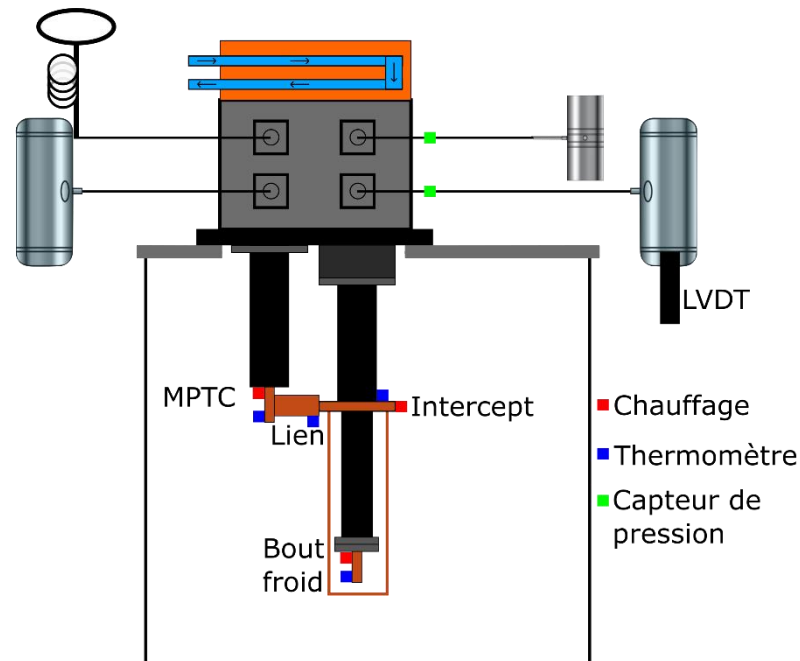 LVDT
MPTC
Intercept
Lien
Bout
froid
Chauffage
Thermomètre
Capteur de
pression